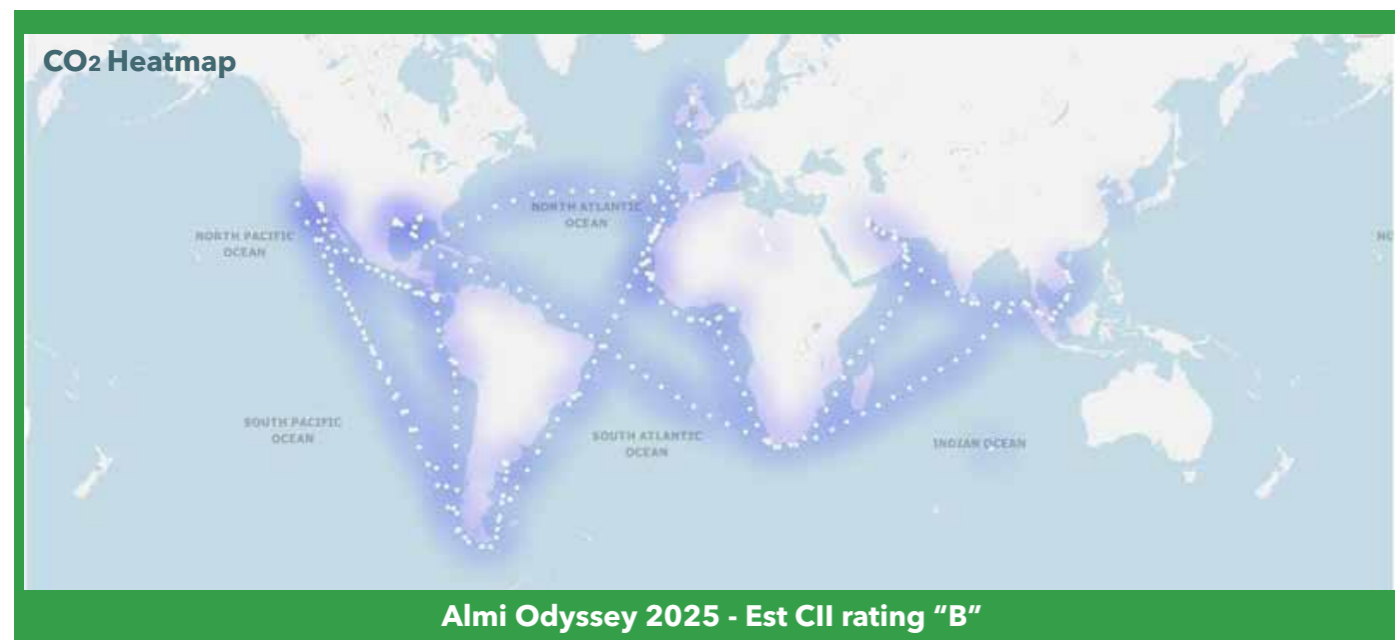 CO2 Heatmap
NORTH ATLANTIC
OCEAN
NORTH PACIFIC
OCEAN
SOUTH PACIFIC
OCEAN
SOUTH ATLANTIC
OCEAN
INDIAN OCEAN
Almi Odyssey 2025 - Est CII rating “B”